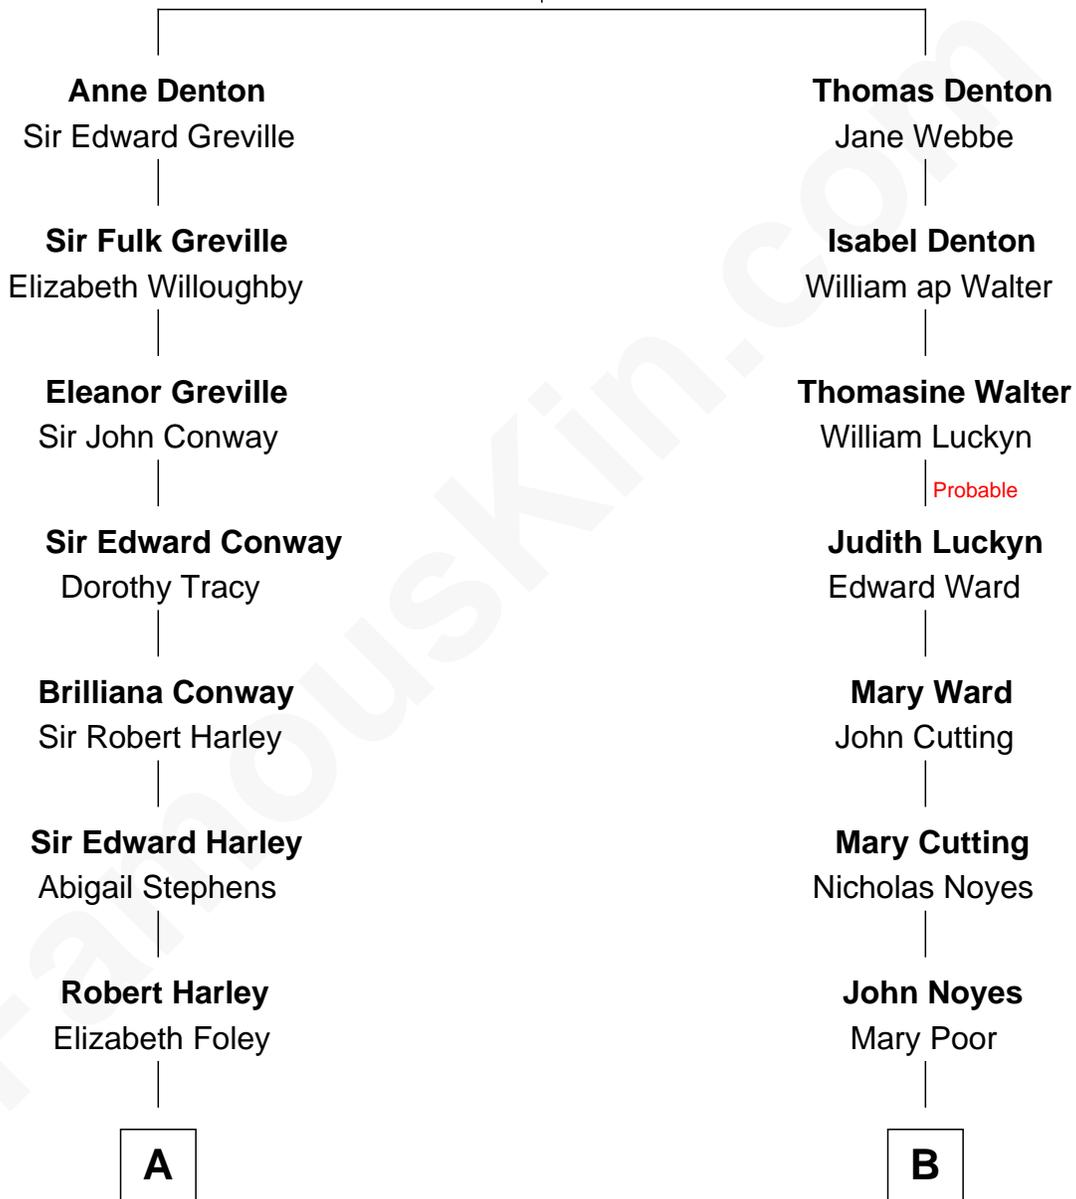 Anne Denton
Sir Edward Greville
Sir Fulk Greville
Elizabeth Willoughby
Eleanor Greville
Sir John Conway
Sir Edward Conway
Dorothy Tracy
Brilliana Conway
Sir Robert Harley
Sir Edward Harley
Abigail Stephens
Robert Harley
Elizabeth Foley
A
Thomas Denton
Jane Webbe
Isabel Denton
William ap Walter
Thomasine Walter
William Luckyn
Probable
Judith Luckyn
Edward Ward
Mary Ward
John Cutting
Mary Cutting
Nicholas Noyes
John Noyes
Mary Poor
B
FamousKin.com